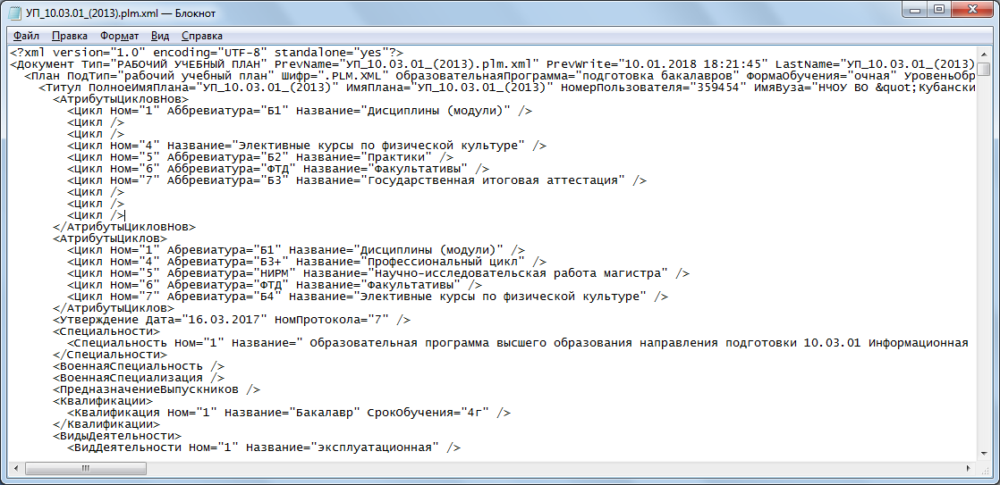 УП_10.03.01_(2013).plm.xml — Блокнот
Файл Правка Формат Вид Справка
<?xml version="1.0" encoding="UTF-8" standalone="yes"?>
<Документ Тип="РАБОЧИЙ УЧЕБНЫЙ ПЛАН" PrevName="УП_10.03.01_(2013).plm.xml" PrevWrite="10.01.2018 18:21:45" LastName="УП_10.03.01_(2013)
<План ПодТип="рабочий учебный план" Шифр=".PLM.XML" ОбразовательнаяПрограмма="подготовка бакалавров" ФормаОбучения="очная" УровеньОбр
<Титул ПолноеИмяПлана="УП_10.03.01_(2013)" ИмяПлана="УП_10.03.01_(2013)" НомерПользователя="359454" ИмяВуза="НЧОУ ВО &quot;Кубански
<АтрибутыЦикловНов>
<Цикл Ном="1" Аббревиатура="Б1" Название="Дисциплины (модули)" />
<Цикл />
<Цикл />
<Цикл Ном="4" Название="Элективные курсы по физической культуре" />
<Цикл Ном="5" Аббревиатура="Б2" Название="Практики" />
<Цикл Ном="6" Аббревиатура="ФТД" Название="Факультативы" />
<Цикл Ном="7" Аббревиатура="Б3" Название="Государственная итоговая аттестация" />
<Цикл />
<Цикл />
<Цикл />
</АтрибутыЦикловНов>
<АтрибутыЦиклов>
<Цикл Ном="1" Абревиатура="Б1" Название="Дисциплины (модули)" />
<Цикл Ном="4" Абревиатура="Б3+" Название="Профессиональный цикл" />
<Цикл Ном="5" Абревиатура="НИРМ" Название="Научно-исследовательская работа магистра" />
<Цикл Ном="6" Абревиатура="ФТД" Название="Факультативы" />
<Цикл Ном="7" Абревиатура="Б4" Название="Элективные курсы по физической культуре" />
</АтрибутыЦиклов>
<Утверждение Дата="16.03.2017" НомПротокола="7" />
<Специальности>
<Специальность Ном="1" Название=" Образовательная программа высшего образования направления подготовки 10.03.01 Информационная
</Специальности>
<ВоеннаяСпециальность />
<ВоеннаяСпециализация />
<ПредназначениеВыпускников />
<Квалификации>
<Квалификация Ном="1" Название="Бакалавр" СрокОбучения="4г" />
</Квалификации>
<ВидыДеятельности>
<ВидДеятельности Ном="1" Название="эксплуатационная" />